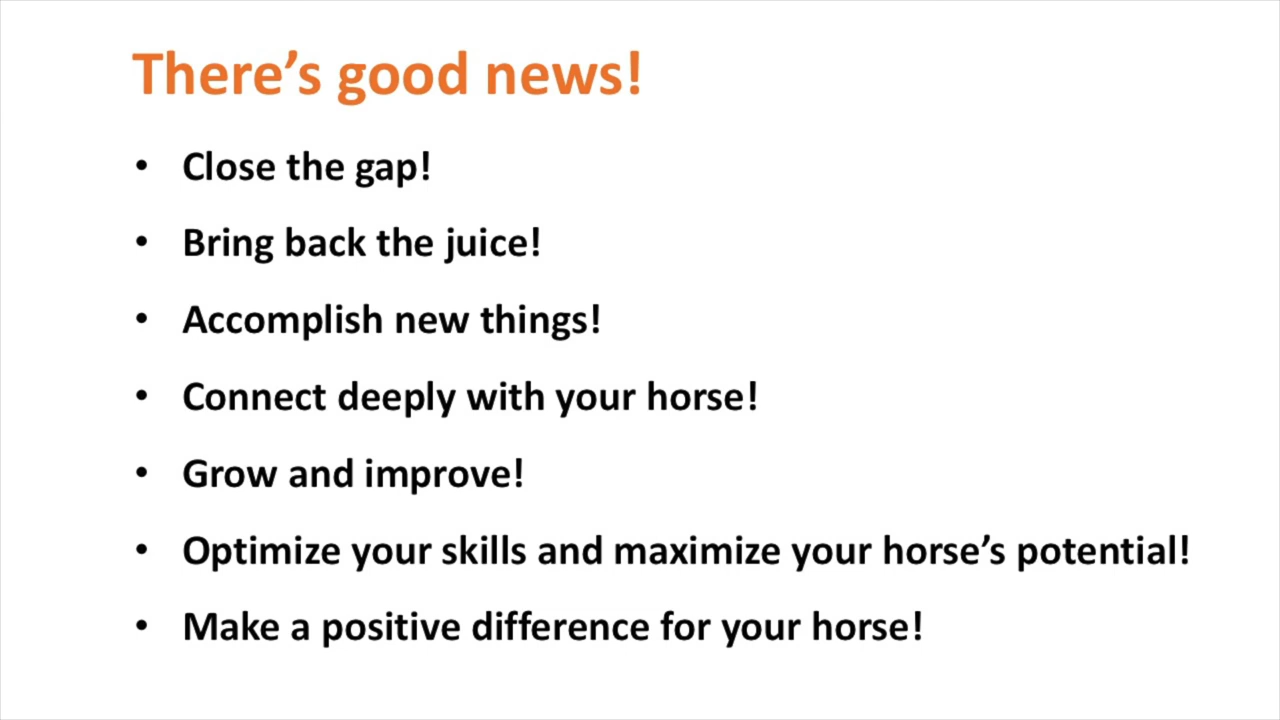 There’s good news!
• Close the gap!
• Bring back the juice!
• Accomplish new things!
• Connect deeply with your horse!
• Grow and improve!
• Optimize your skills and maximize your horse’s potential!
• Make a positive difference for your horse!